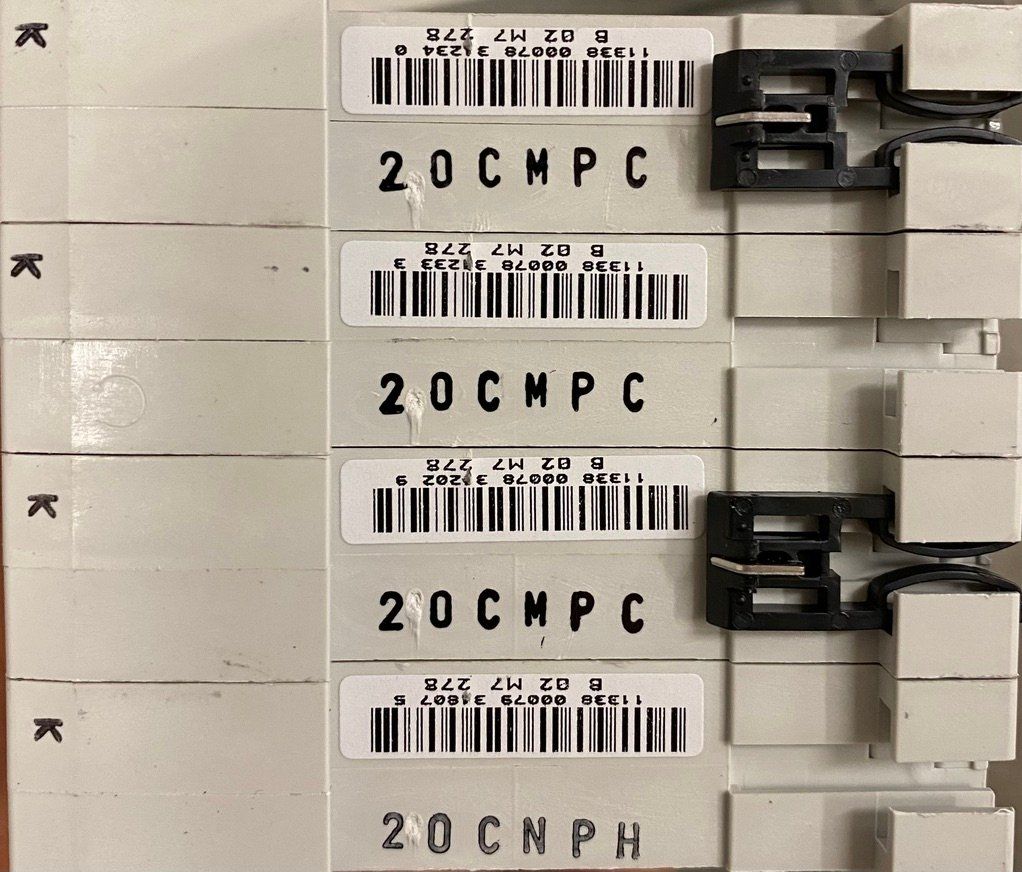 K
11338 00078 31234 0
B 02 M7 278
20CMPC
K
11338 00078 31233 3
B 02 M7 278
20CMPC
K
11338 00078 31202 9
B 02 M7 278
20CMPC
K
11338 00079 31807 5
B 02 M7 278
20CNPH